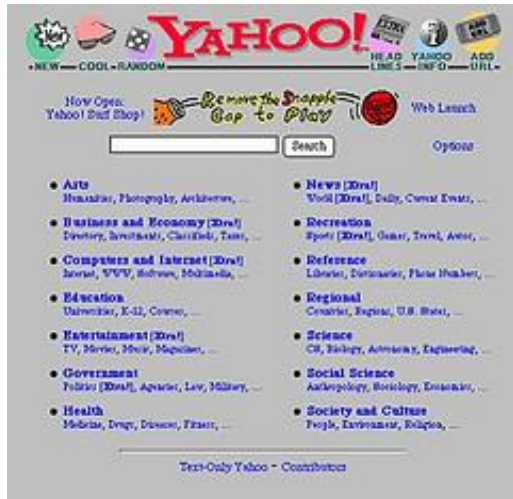 New
YAHOO!
EXTRA
i
ADD URL
NEW COOL RANDOM
HEAD LINES YAHOO INFO ADD URL
Now Open:
Yahoo! Surf Shop!
Remove the Snapple
Cap to Play
Web Launch
Search
Options
Arts
Humanities, Photography, Architecture, ...
Business and Economy [Xtra!]
Directory, Investments, Classifieds, Taxes, ...
Computers and Internet [Xtra!]
Internet, WWW, Software, Multimedia, ...
Education
Universities, K-12, Courses, ...
Entertainment [Xtra!]
TV, Movies, Music, Magazines, ...
Government
Politics [Xtra!], Agencies, Law, Military, ...
Health
Medicine, Drugs, Diseases, Fitness, ...
News [Xtra!]
World [Xtra!], Daily, Current Events, ...
Recreation
Sports [Xtra!], Games, Travel, Autos, ...
Reference
Libraries, Dictionaries, Phone Numbers, ...
Regional
Countries, Regions, U.S. States, ...
Science
CS, Biology, Astronomy, Engineering, ...
Social Science
Anthropology, Sociology, Economics, ...
Society and Culture
People, Environment, Religion, ...
Text-Only Yahoo - Contributors